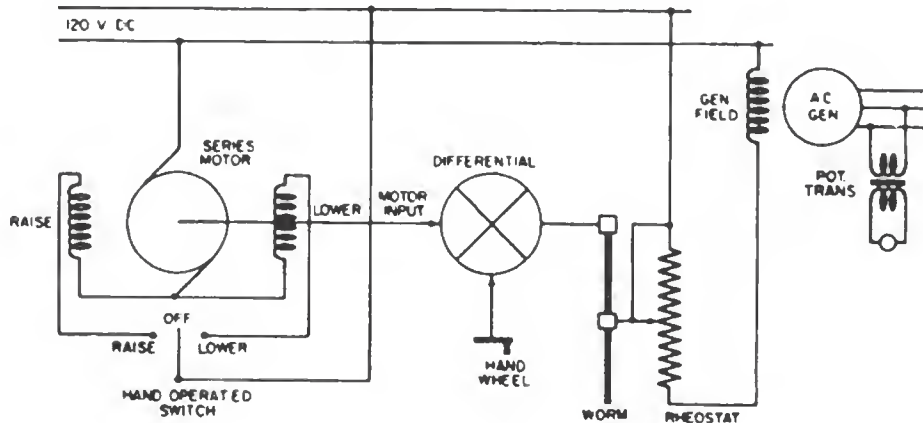 120 V DC
GEN
FIELD
A.C
GEN
SERIES
MOTOR
DIFFERENTIAL
POT.
TRANS
RAISE
LOWER
MOTOR
INPUT
OFF
RAISE
LOWER
HAND OPERATED
SWITCH
HAND
WHEEL
WORM
RHEOSTAT